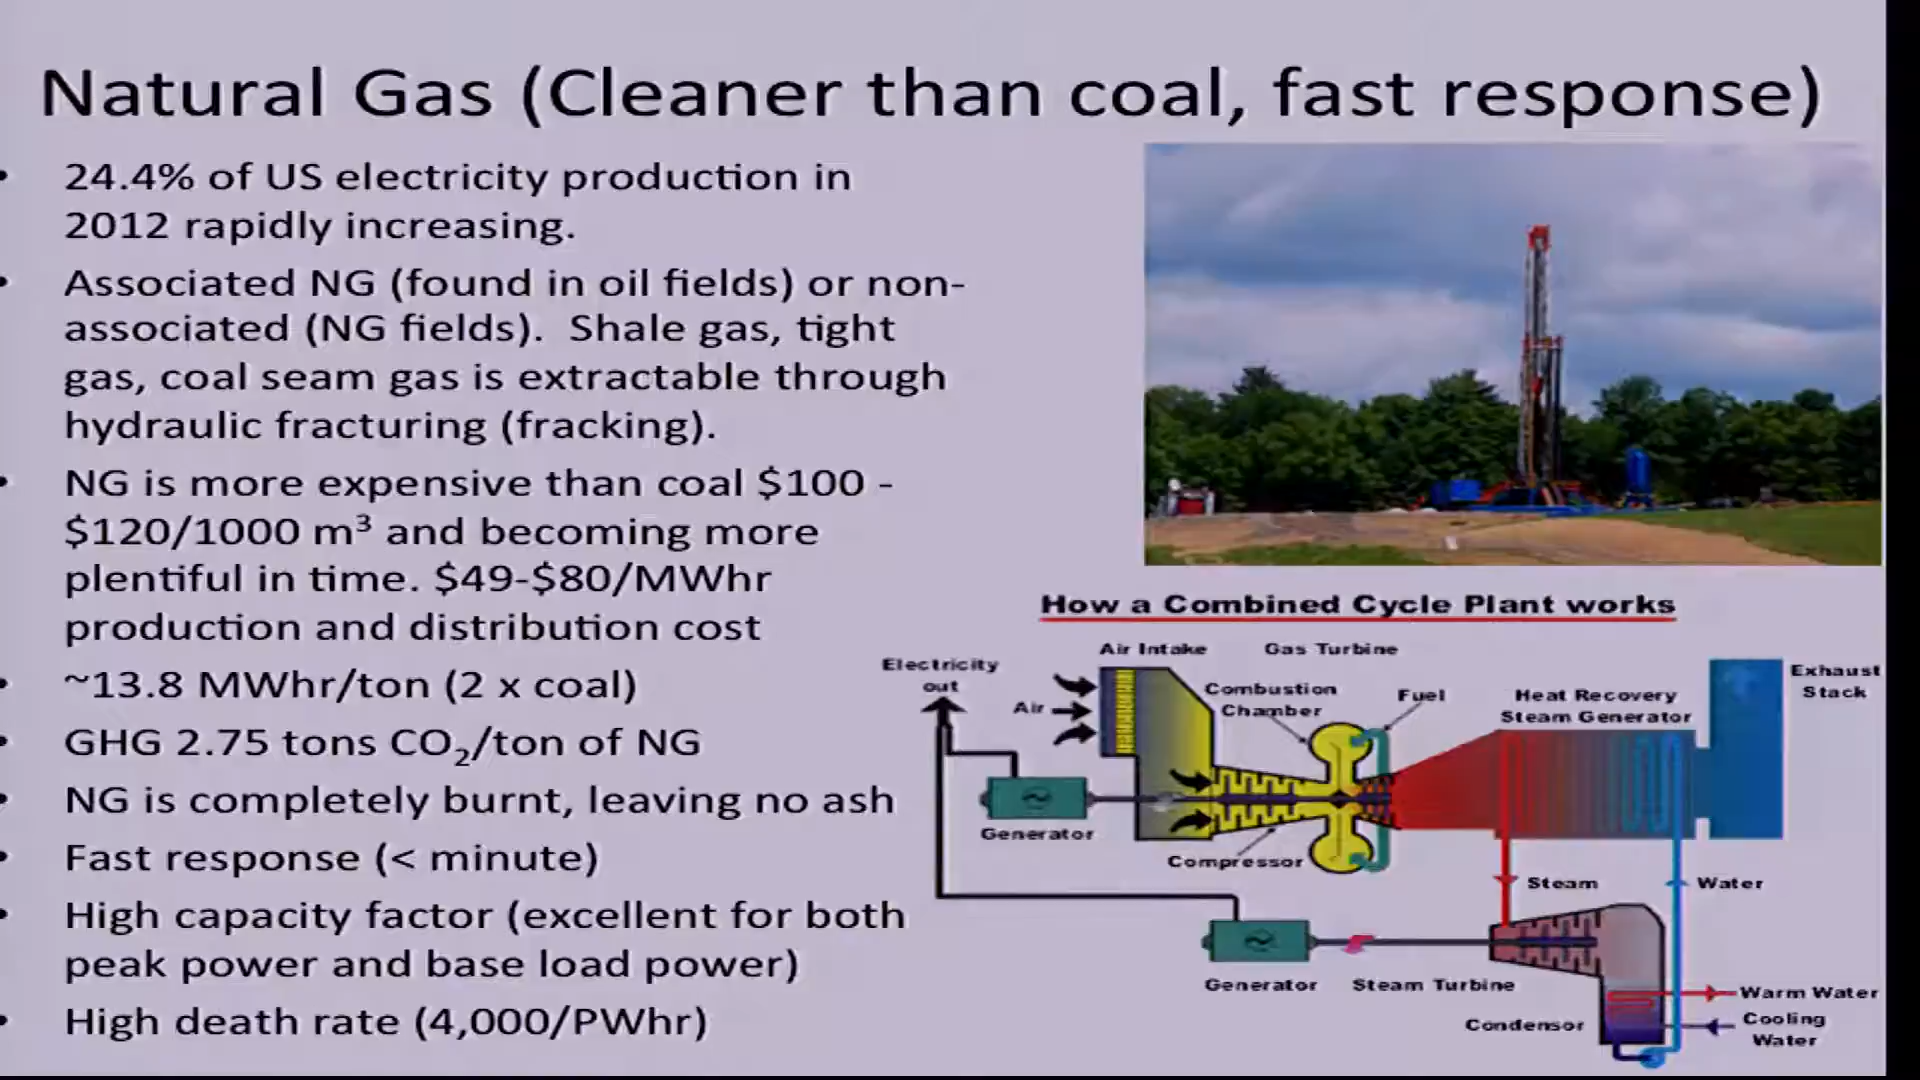 Natural Gas (Cleaner than coal, fast response)
• 24.4% of US electricity production in
2012 rapidly increasing.
• Associated NG (found in oil fields) or non-
associated (NG fields).  Shale gas, tight
gas, coal seam gas is extractable through
hydraulic fracturing (fracking).
• NG is more expensive than coal $100 -
$120/1000 m³ and becoming more
plentiful in time. $49-$80/MWhr
production and distribution cost
• ~13.8 MWhr/ton (2 x coal)
• GHG 2.75 tons CO₂/ton of NG
• NG is completely burnt, leaving no ash
• Fast response (< minute)
• High capacity factor (excellent for both
peak power and base load power)
• High death rate (4,000/PWhr)
How a Combined Cycle Plant works
Electricity
out
Air Intake
Gas Turbine
Air
Combustion
Chamber
Fuel
Heat Recovery
Steam Generator
Exhaust
Stack
Generator
Compressor
Steam
Water
Generator
Steam Turbine
Condensor
Warm Water
Cooling
Water